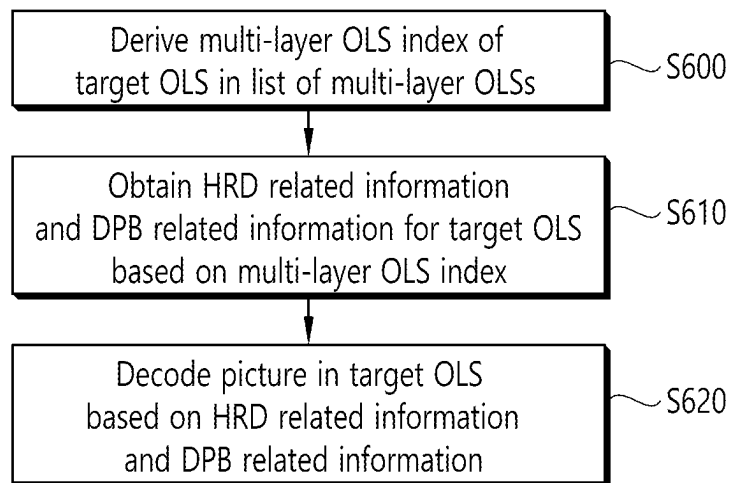 Derive multi-layer OLS index of
target OLS in list of multi-layer OLSs
S600
Obtain HRD related information
and DPB related information for target OLS
based on multi-layer OLS index
S610
Decode picture in target OLS
based on HRD related information
and DPB related information
S620